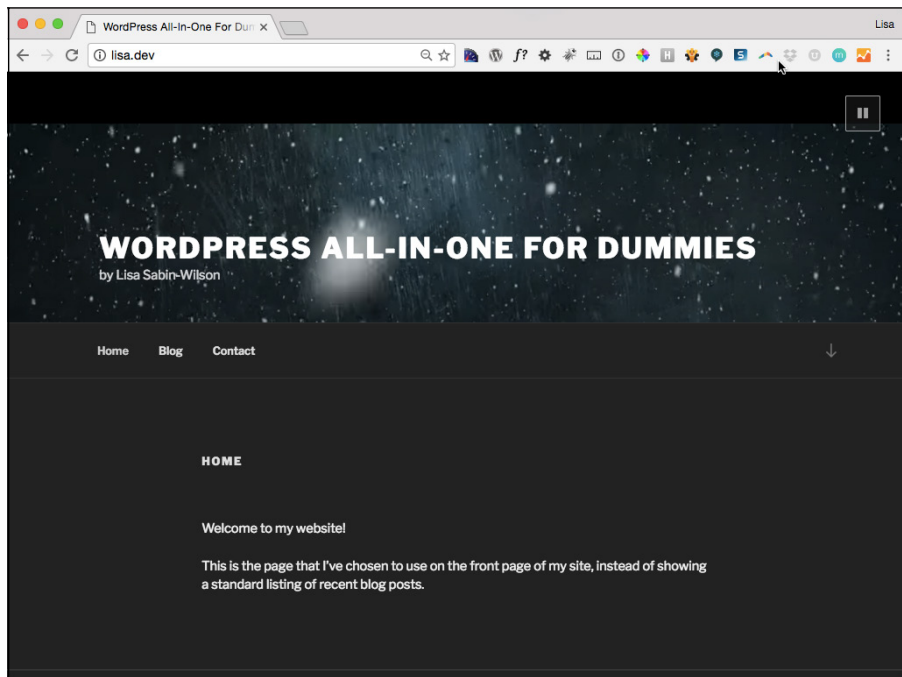 WordPress All-In-One For Dum
Lisa
lisa.dev
WORDPRESS ALL-IN-ONE FOR DUMMIES
by Lisa Sabin-Wilson
Home Blog Contact
HOME
Welcome to my website!
This is the page that I've chosen to use on the front page of my site, instead of showing
a standard listing of recent blog posts.